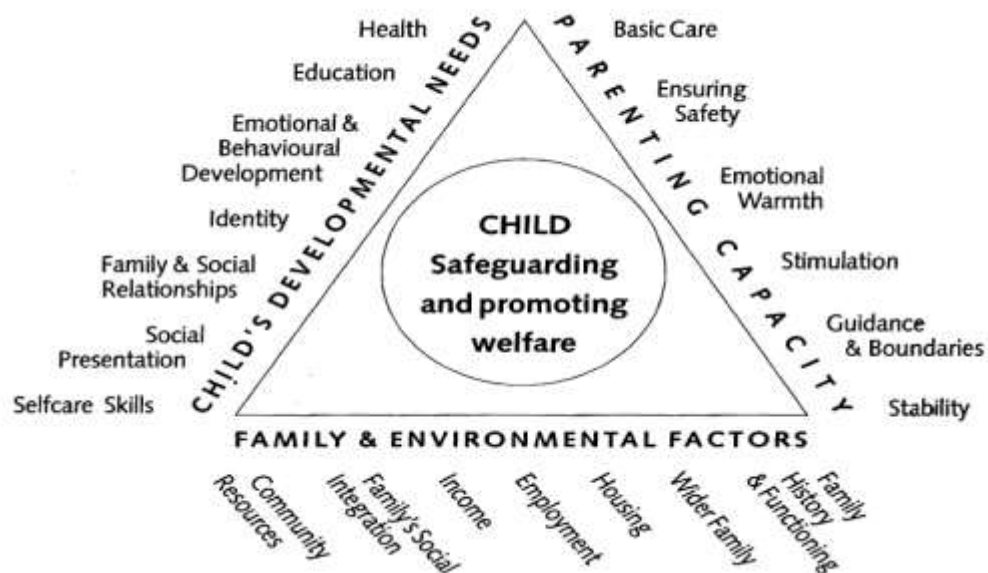 Health
Education
Emotional &
Behavioural
Development
Identity
Family & Social
Relationships
Social
Presentation
Selfcare Skills
CHILD'S DEVELOPMENTAL NEEDS
PARENTING CAPACITY
Basic Care
Ensuring
Safety
Emotional
Warmth
Stimulation
Guidance
& Boundaries
Stability
CHILD
Safeguarding
and promoting
welfare
FAMILY & ENVIRONMENTAL FACTORS
Community
Resources
Family's Social
Integration
Income
Employment
Housing
Wider Family
Family
History
& Functioning